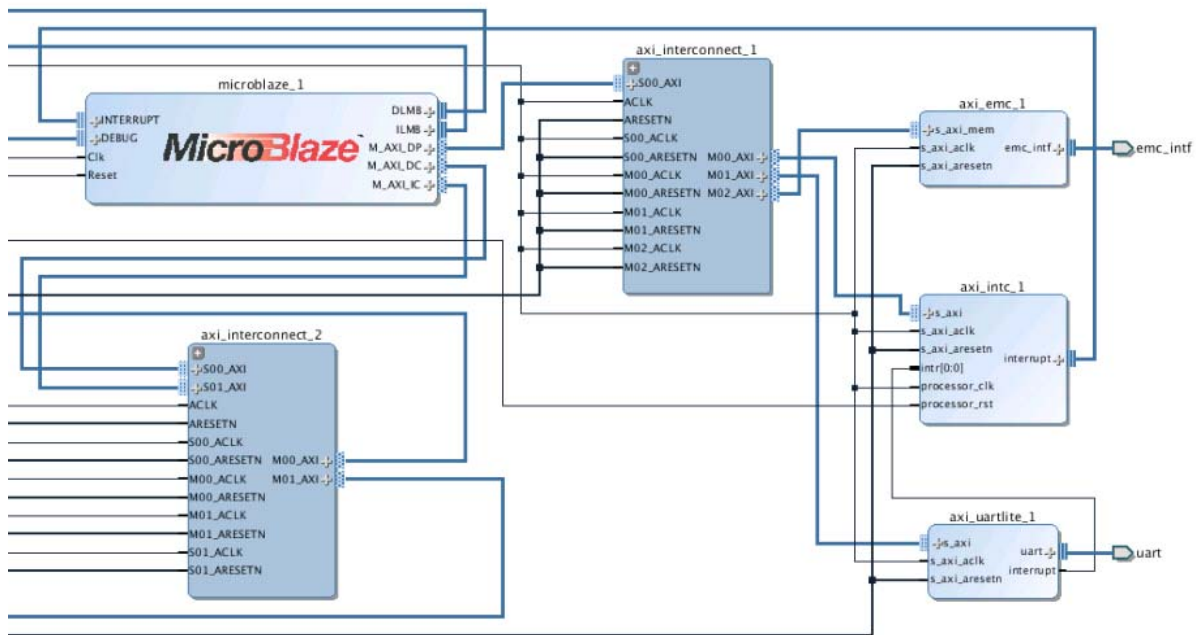 microblaze_1
INTERRUPT
DEBUG
Clk
Reset
MicroBlaze
DLMB
ILMB
M_AXI_DP
M_AXI_DC
M_AXI_IC
axi_interconnect_1
S00_AXI
ACLK
ARESETN
S00_ACLK
S00_ARESETN
M00_ACLK
M00_ARESETN
M01_ACLK
M01_ARESETN
M02_ACLK
M02_ARESETN
M00_AXI
M01_AXI
M02_AXI
axi_emc_1
s_axi_mem
s_axi_aclk
s_axi_aresetn
emc_intf
emc_intf
axi_intc_1
s_axi
s_axi_aclk
s_axi_aresetn
intr[0:0]
processor_clk
processor_rst
interrupt
axi_interconnect_2
S00_AXI
S01_AXI
ACLK
ARESETN
S00_ACLK
S00_ARESETN
M00_ACLK
M00_ARESETN
M01_ACLK
M01_ARESETN
S01_ACLK
S01_ARESETN
M00_AXI
M01_AXI
axi_uartlite_1
s_axi
s_axi_aclk
s_axi_aresetn
uart
interrupt
uart